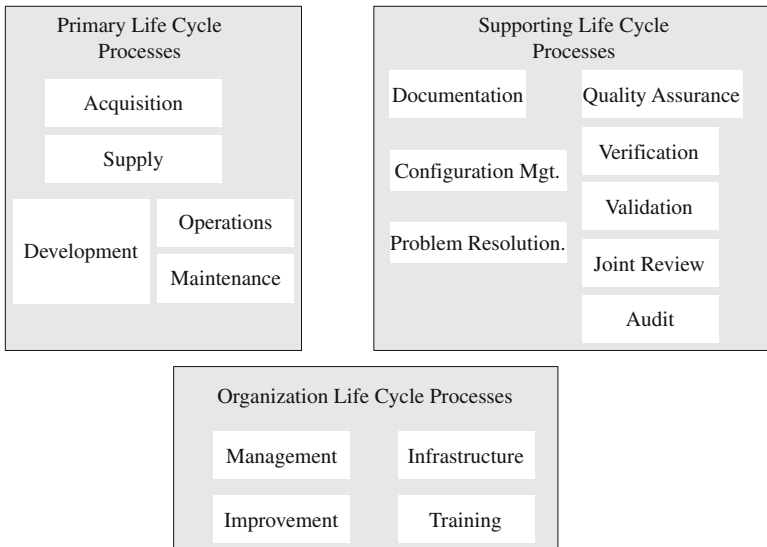 Primary Life Cycle
Processes
Acquisition
Supply
Development
Operations
Maintenance
Supporting Life Cycle
Processes
Documentation
Configuration Mgt.
Problem Resolution.
Quality Assurance
Verification
Validation
Joint Review
Audit
Organization Life Cycle Processes
Management
Infrastructure
Improvement
Training